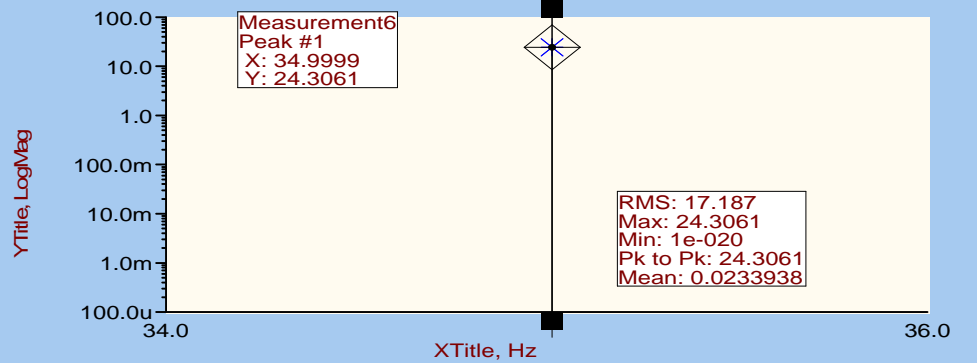 100.0
10.0
1.0
100.0m
10.0m
1.0m
100.0u
YTitle, LogMag
Measurement6
Peak #1
X: 34.9999
Y: 24.3061
RMS: 17.187
Max: 24.3061
Min: 1e-020
Pk to Pk: 24.3061
Mean: 0.0233938
34.0
36.0
XTitle, Hz